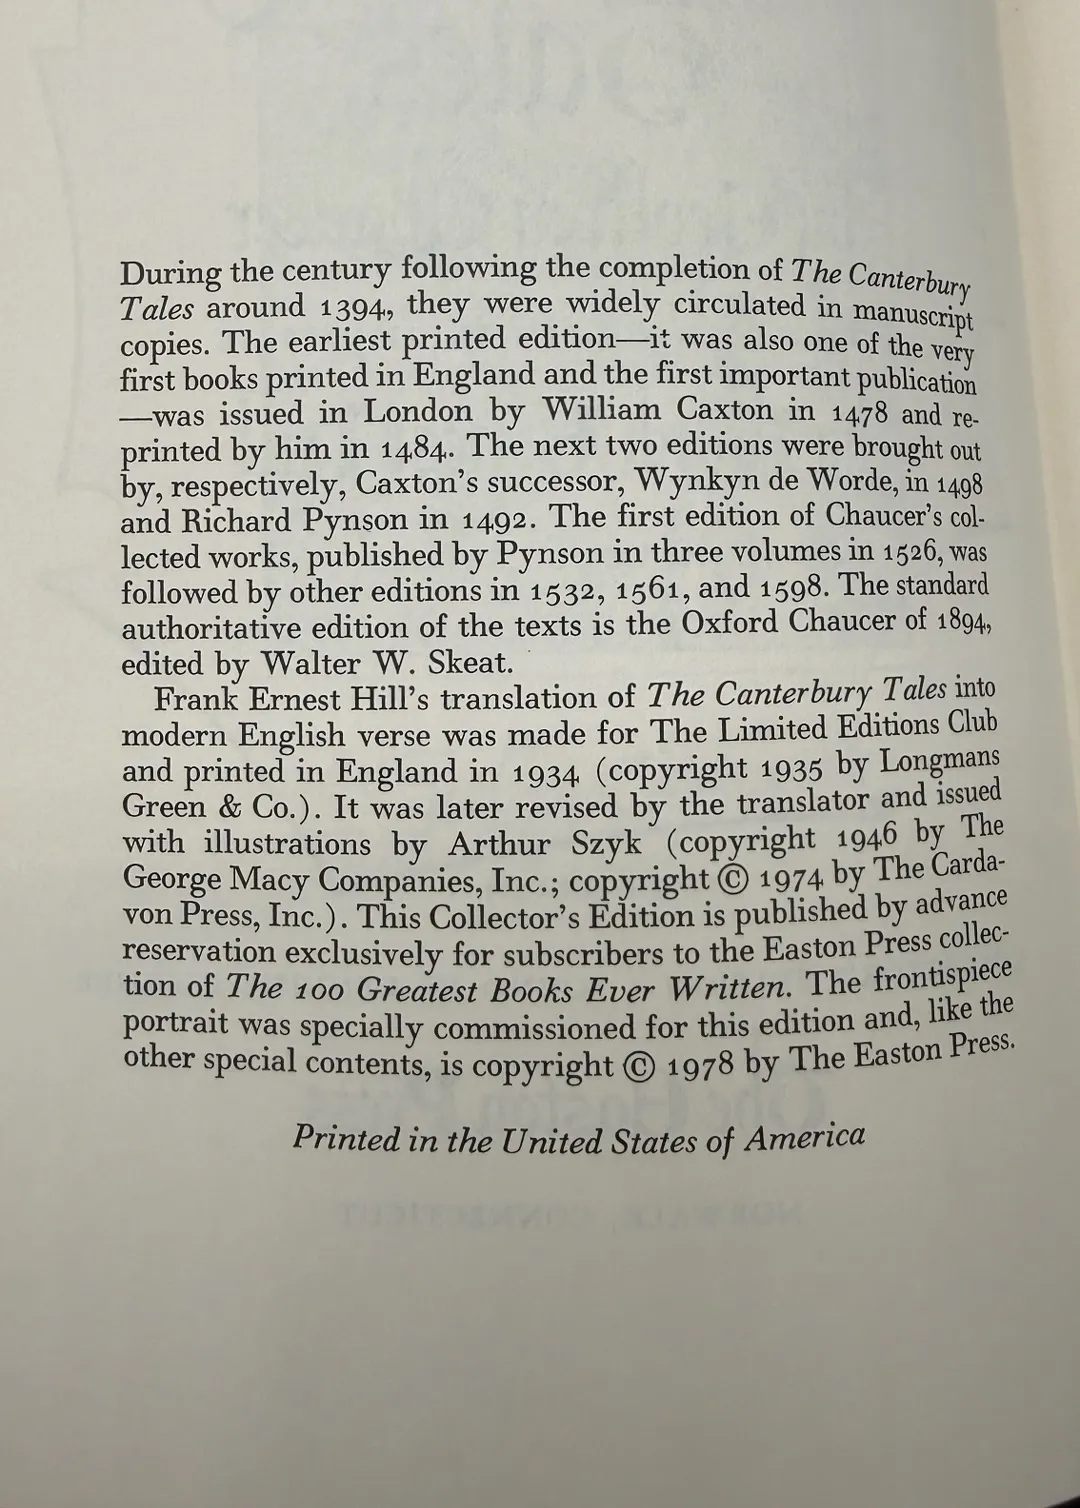 During the century following the completion of The Canterbury
Tales around 1394, they were widely circulated in manuscript
copies. The earliest printed edition—it was also one of the very
first books printed in England and the first important publication
—was issued in London by William Caxton in 1478 and re-
printed by him in 1484. The next two editions were brought out
by, respectively, Caxton's successor, Wynkyn de Worde, in 1498
and Richard Pynson in 1492. The first edition of Chaucer's col-
lected works, published by Pynson in three volumes in 1526, was
followed by other editions in 1532, 1561, and 1598. The standard
authoritative edition of the texts is the Oxford Chaucer of 1894,
edited by Walter W. Skeat.
Frank Ernest Hill's translation of The Canterbury Tales into
modern English verse was made for The Limited Editions Club
and printed in England in 1934 (copyright 1935 by Longmans
Green & Co.). It was later revised by the translator and issued
with illustrations by Arthur Szyk (copyright 1946 by The
George Macy Companies, Inc.; copyright © 1974 by The Carda-
von Press, Inc.). This Collector's Edition is published by advance
reservation exclusively for subscribers to the Easton Press collec-
tion of The 100 Greatest Books Ever Written. The frontispiece
portrait was specially commissioned for this edition and, like the
other special contents, is copyright © 1978 by The Easton Press.
Printed in the United States of America